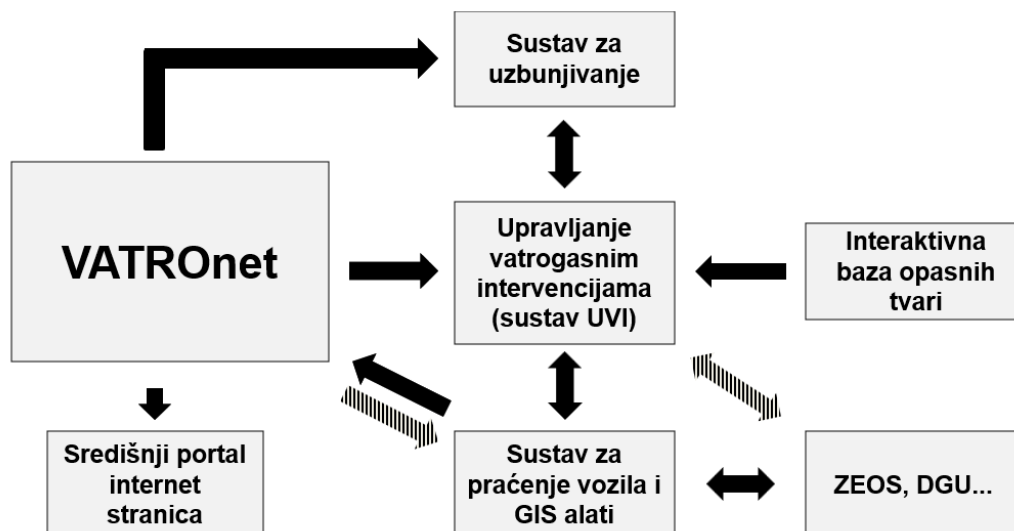 Sustav za
uzbunjivanje
VATROnet
Upravljanje
vatrogasnim
intervencijama
(sustav UVI)
Interaktivna
baza opasnih
tvari
Središnji portal
internet
stranica
Sustav za
praćenje vozila i
GIS alati
ZEOS, DGU...